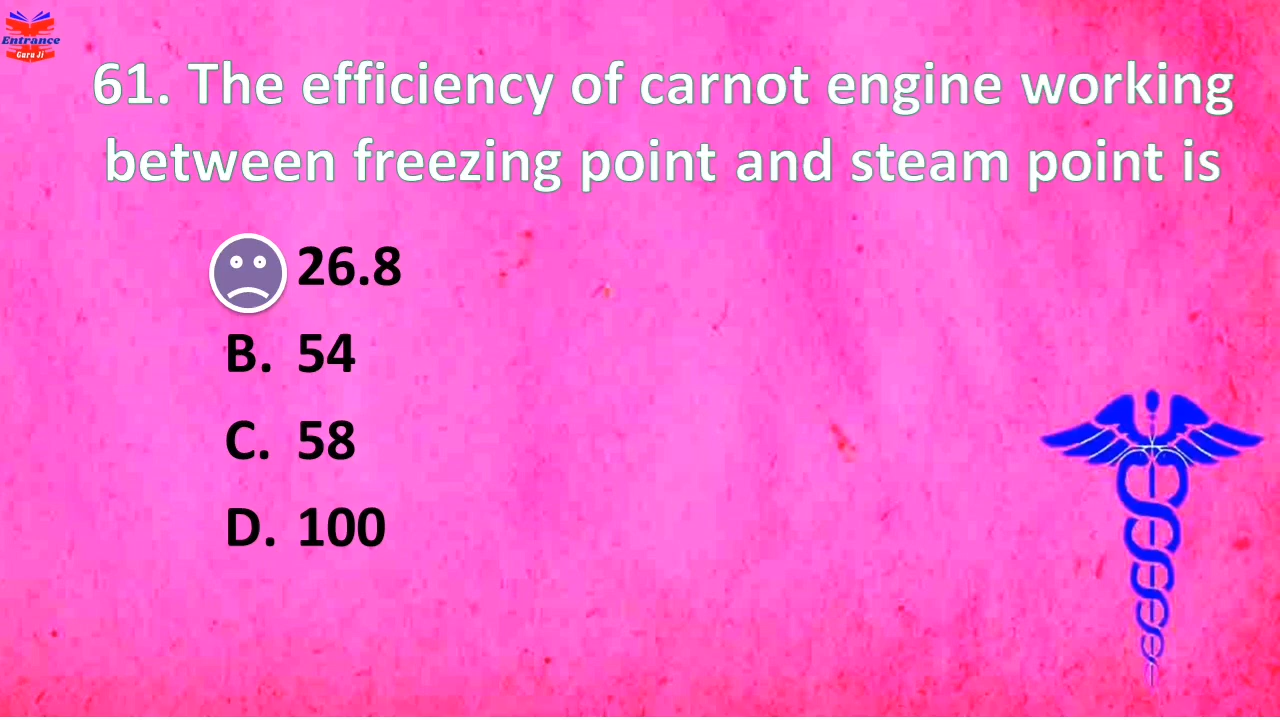 Entrance
Guru Ji
61. The efficiency of carnot engine working
between freezing point and steam point is
26.8
B. 54
C. 58
D. 100